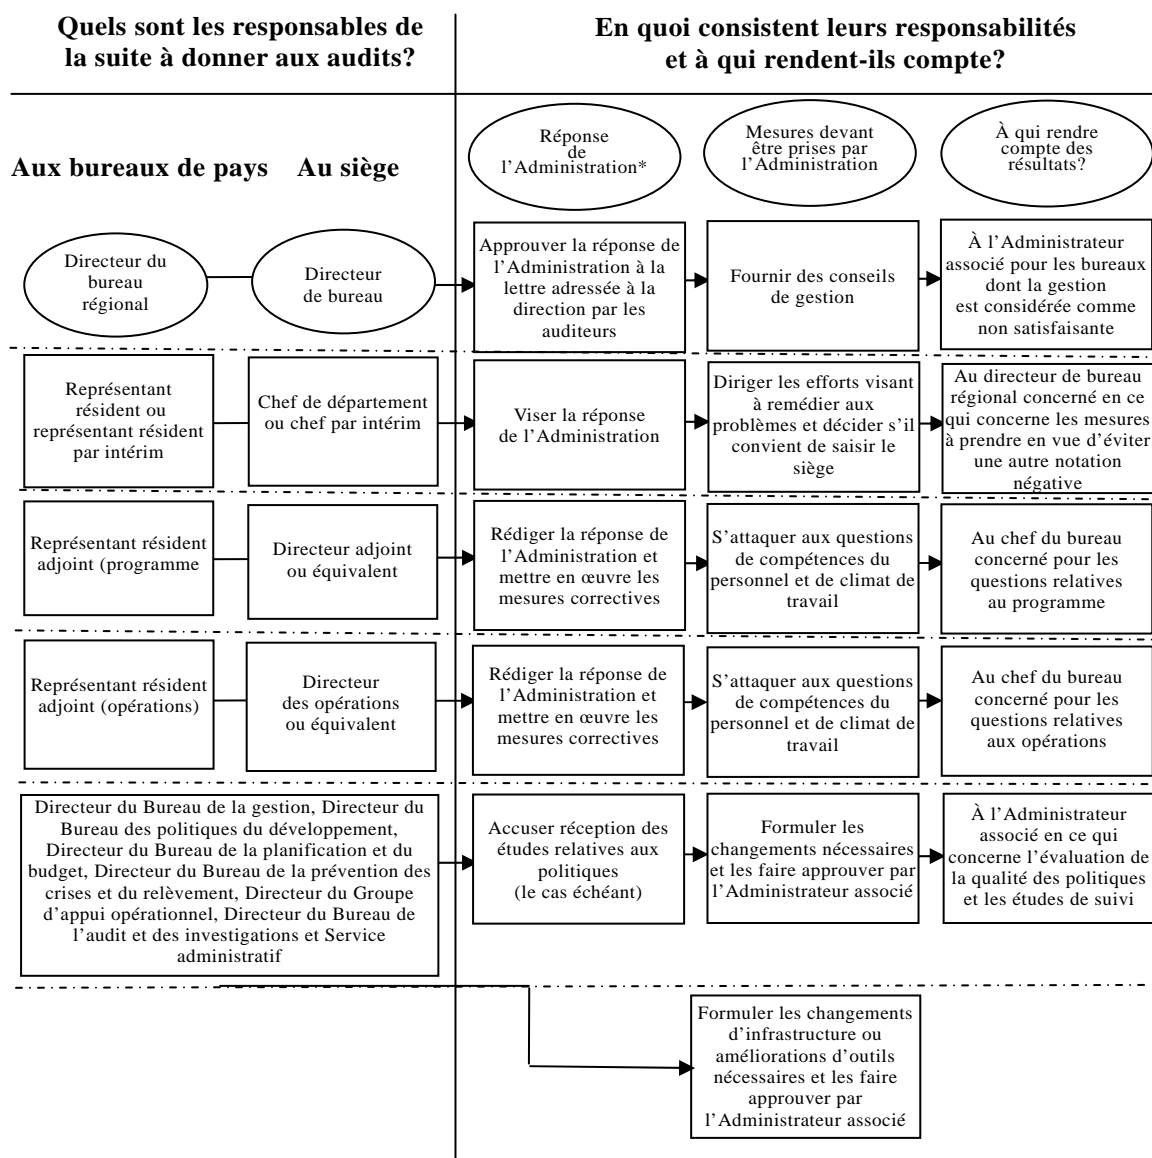 Quels sont les responsables de
la suite à donner aux audits?
En quoi consistent leurs responsabilités
et à qui rendent-ils compte?
Aux bureaux de pays
Au siège
Réponse
de
l'Administration*
Mesures devant
être prises par
l'Administration
À qui rendre
compte des
résultats?
Directeur du
bureau
régional
Directeur
de bureau
Approuver la réponse de
l'Administration à la
lettre adressée à la
direction par les
auditeurs
Fournir des conseils
de gestion
À l'Administrateur
associé pour les bureaux
dont la gestion
est considérée comme
non satisfaisante
Représentant
résident ou
représentant résident
par intérim
Chef de département
ou chef par intérim
Viser la réponse
de l'Administration
Diriger les efforts visant
à remédier aux
problèmes et décider s'il
convient de saisir le
siège
Au directeur de bureau
régional concerné en ce
qui concerne les mesures
à prendre en vue d'éviter
une autre notation
négative
Représentant résident
adjoint (programme
Directeur adjoint
ou équivalent
Rédiger la réponse de
l'Administration et
mettre en œuvre les
mesures correctives
S'attaquer aux questions
de compétences du
personnel et de climat de
travail
Au chef du bureau
concerné pour les
questions relatives
au programme
Représentant résident
adjoint (opérations)
Directeur
des opérations
ou équivalent
Rédiger la réponse de
l'Administration et
mettre en œuvre les
mesures correctives
S'attaquer aux questions
de compétences du
personnel et de climat de
travail
Au chef du bureau
concerné pour les
questions relatives
aux opérations
Directeur du Bureau de la gestion, Directeur du
Bureau des politiques du développement,
Directeur du Bureau de la planification et du
budget, Directeur du Bureau de la prévention des
crises et du relèvement, Directeur du Groupe
d'appui opérationnel, Directeur du Bureau de
l'audit et des investigations et Service
administratif
Accuser réception des
études relatives aux
politiques
(le cas échéant)
Formuler les
changements nécessaires
et les faire approuver par
l'Administrateur associé
À l'Administrateur
associé en ce qui
concerne l'évaluation de
la qualité des politiques
et les études de suivi
Formuler les changements
d'infrastructure ou
améliorations d'outils
nécessaires et les faire
approuver par
l'Administrateur associé